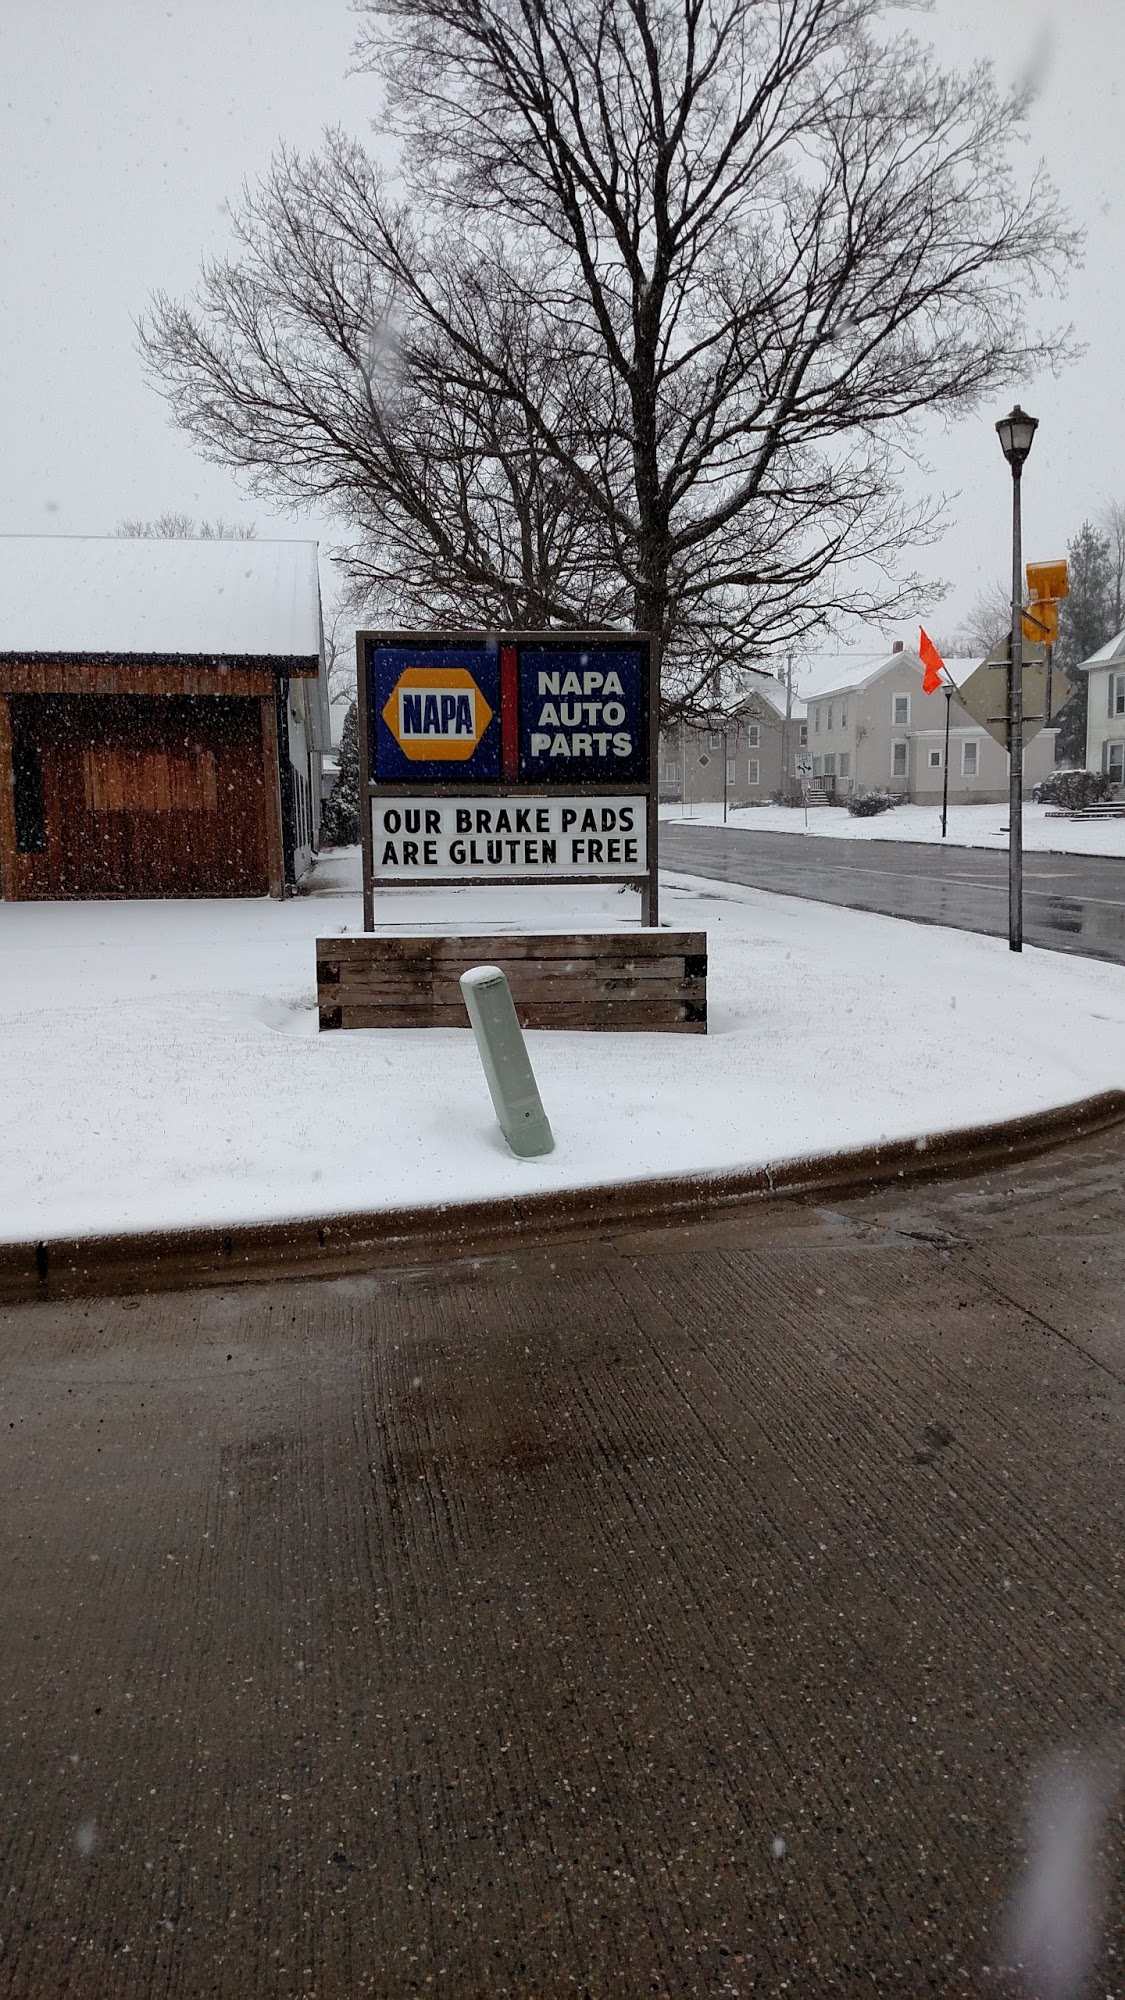 NAPA
NAPA
AUTO
PARTS
OUR BRAKE PADS
ARE GLUTEN FREE